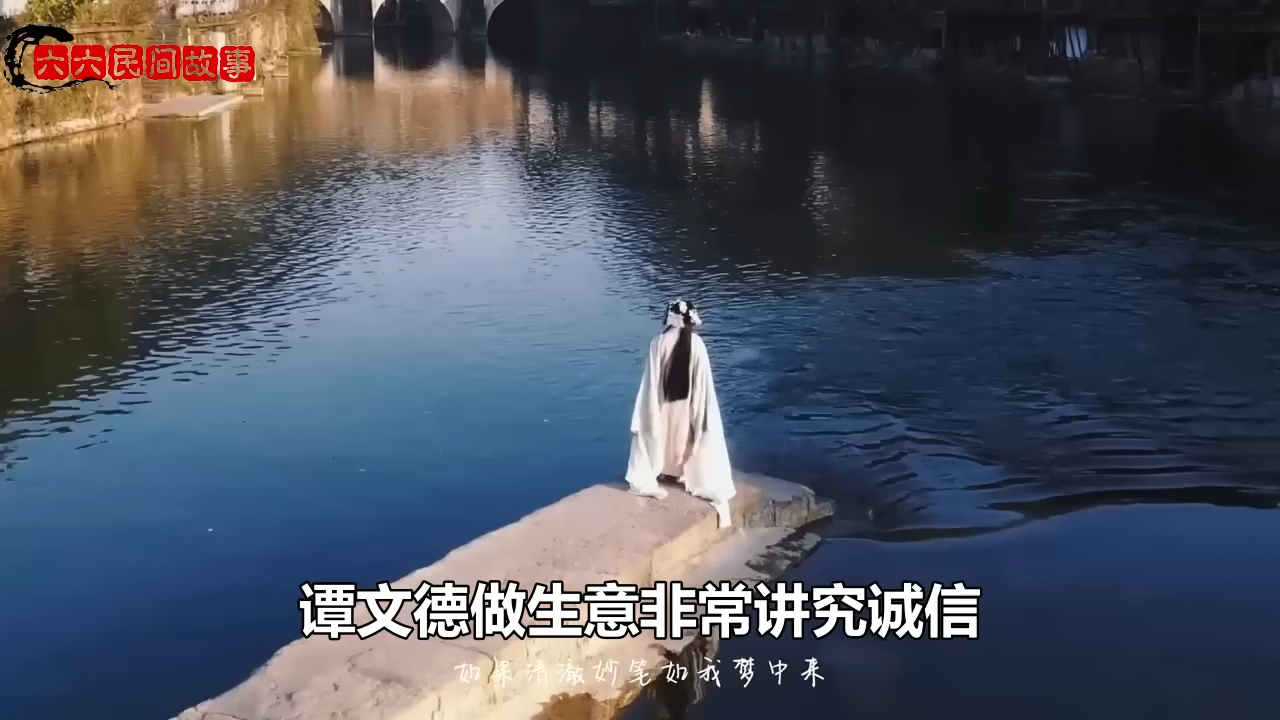 六六民间故事
谭文德做生意非常讲究诚信
如果清澈妙笔如我梦中来